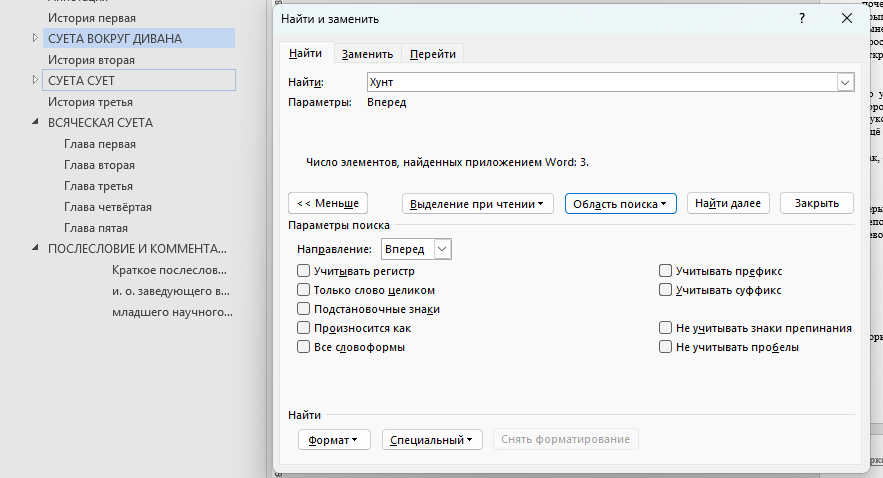 История первая
СУЕТА ВОКРУГ ДИВАНА
История вторая
СУЕТА СУЕТ
История третья
ВСЯЧЕСКАЯ СУЕТА
Глава первая
Глава вторая
Глава третья
Глава четвёртая
Глава пятая
ПОСЛЕСЛОВИЕ И КОММЕНТА...
Краткое послеслов...
и. о. заведующего в...
младшего научного...
Найти и заменить
? ×
Найти Заменить Перейти
Найти: Хунт
Параметры: Вперед
Число элементов, найденных приложением Word: 3.
<< Меньше Выделение при чтении Область поиска Найти далее Закрыть
Параметры поиска
Направление: Вперед
Учитывать регистр Учитывать префикс
Только слово целиком Учитывать суффикс
Подстановочные знаки
Произносится как Не учитывать знаки препинания
Все словоформы Не учитывать пробелы
Найти
Формат Специальный Снять форматирование